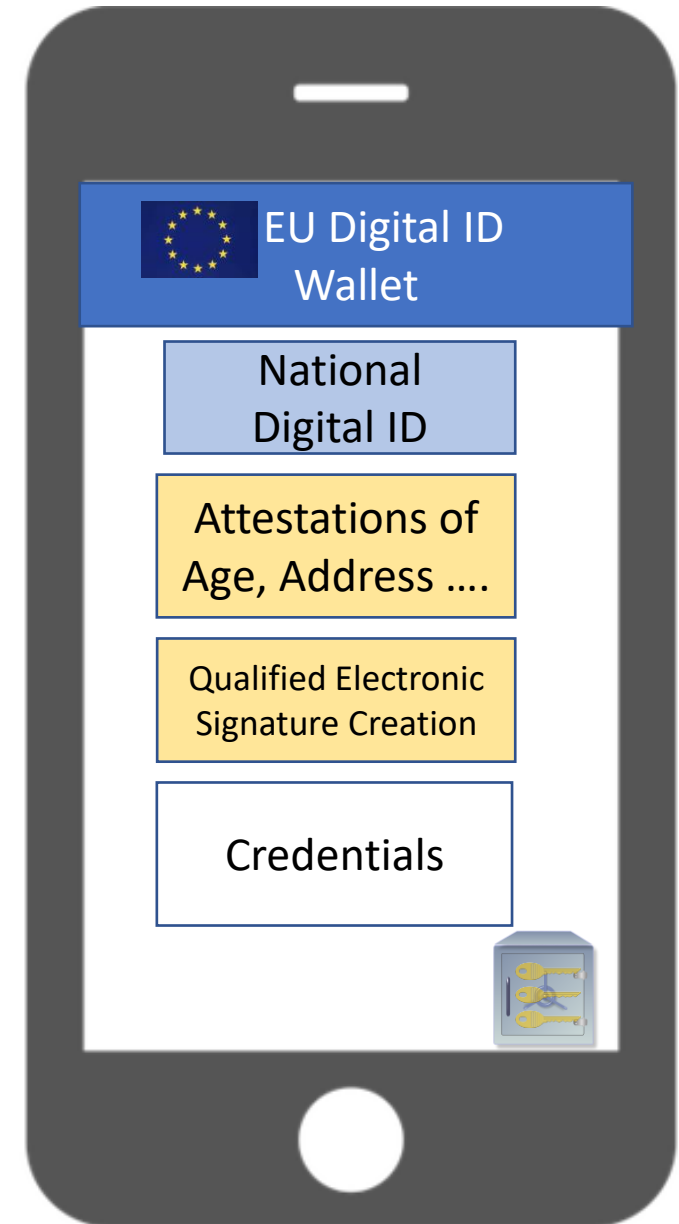 EU Digital ID
Wallet
National
Digital ID
Attestations of
Age, Address ....
Qualified Electronic
Signature Creation
Credentials